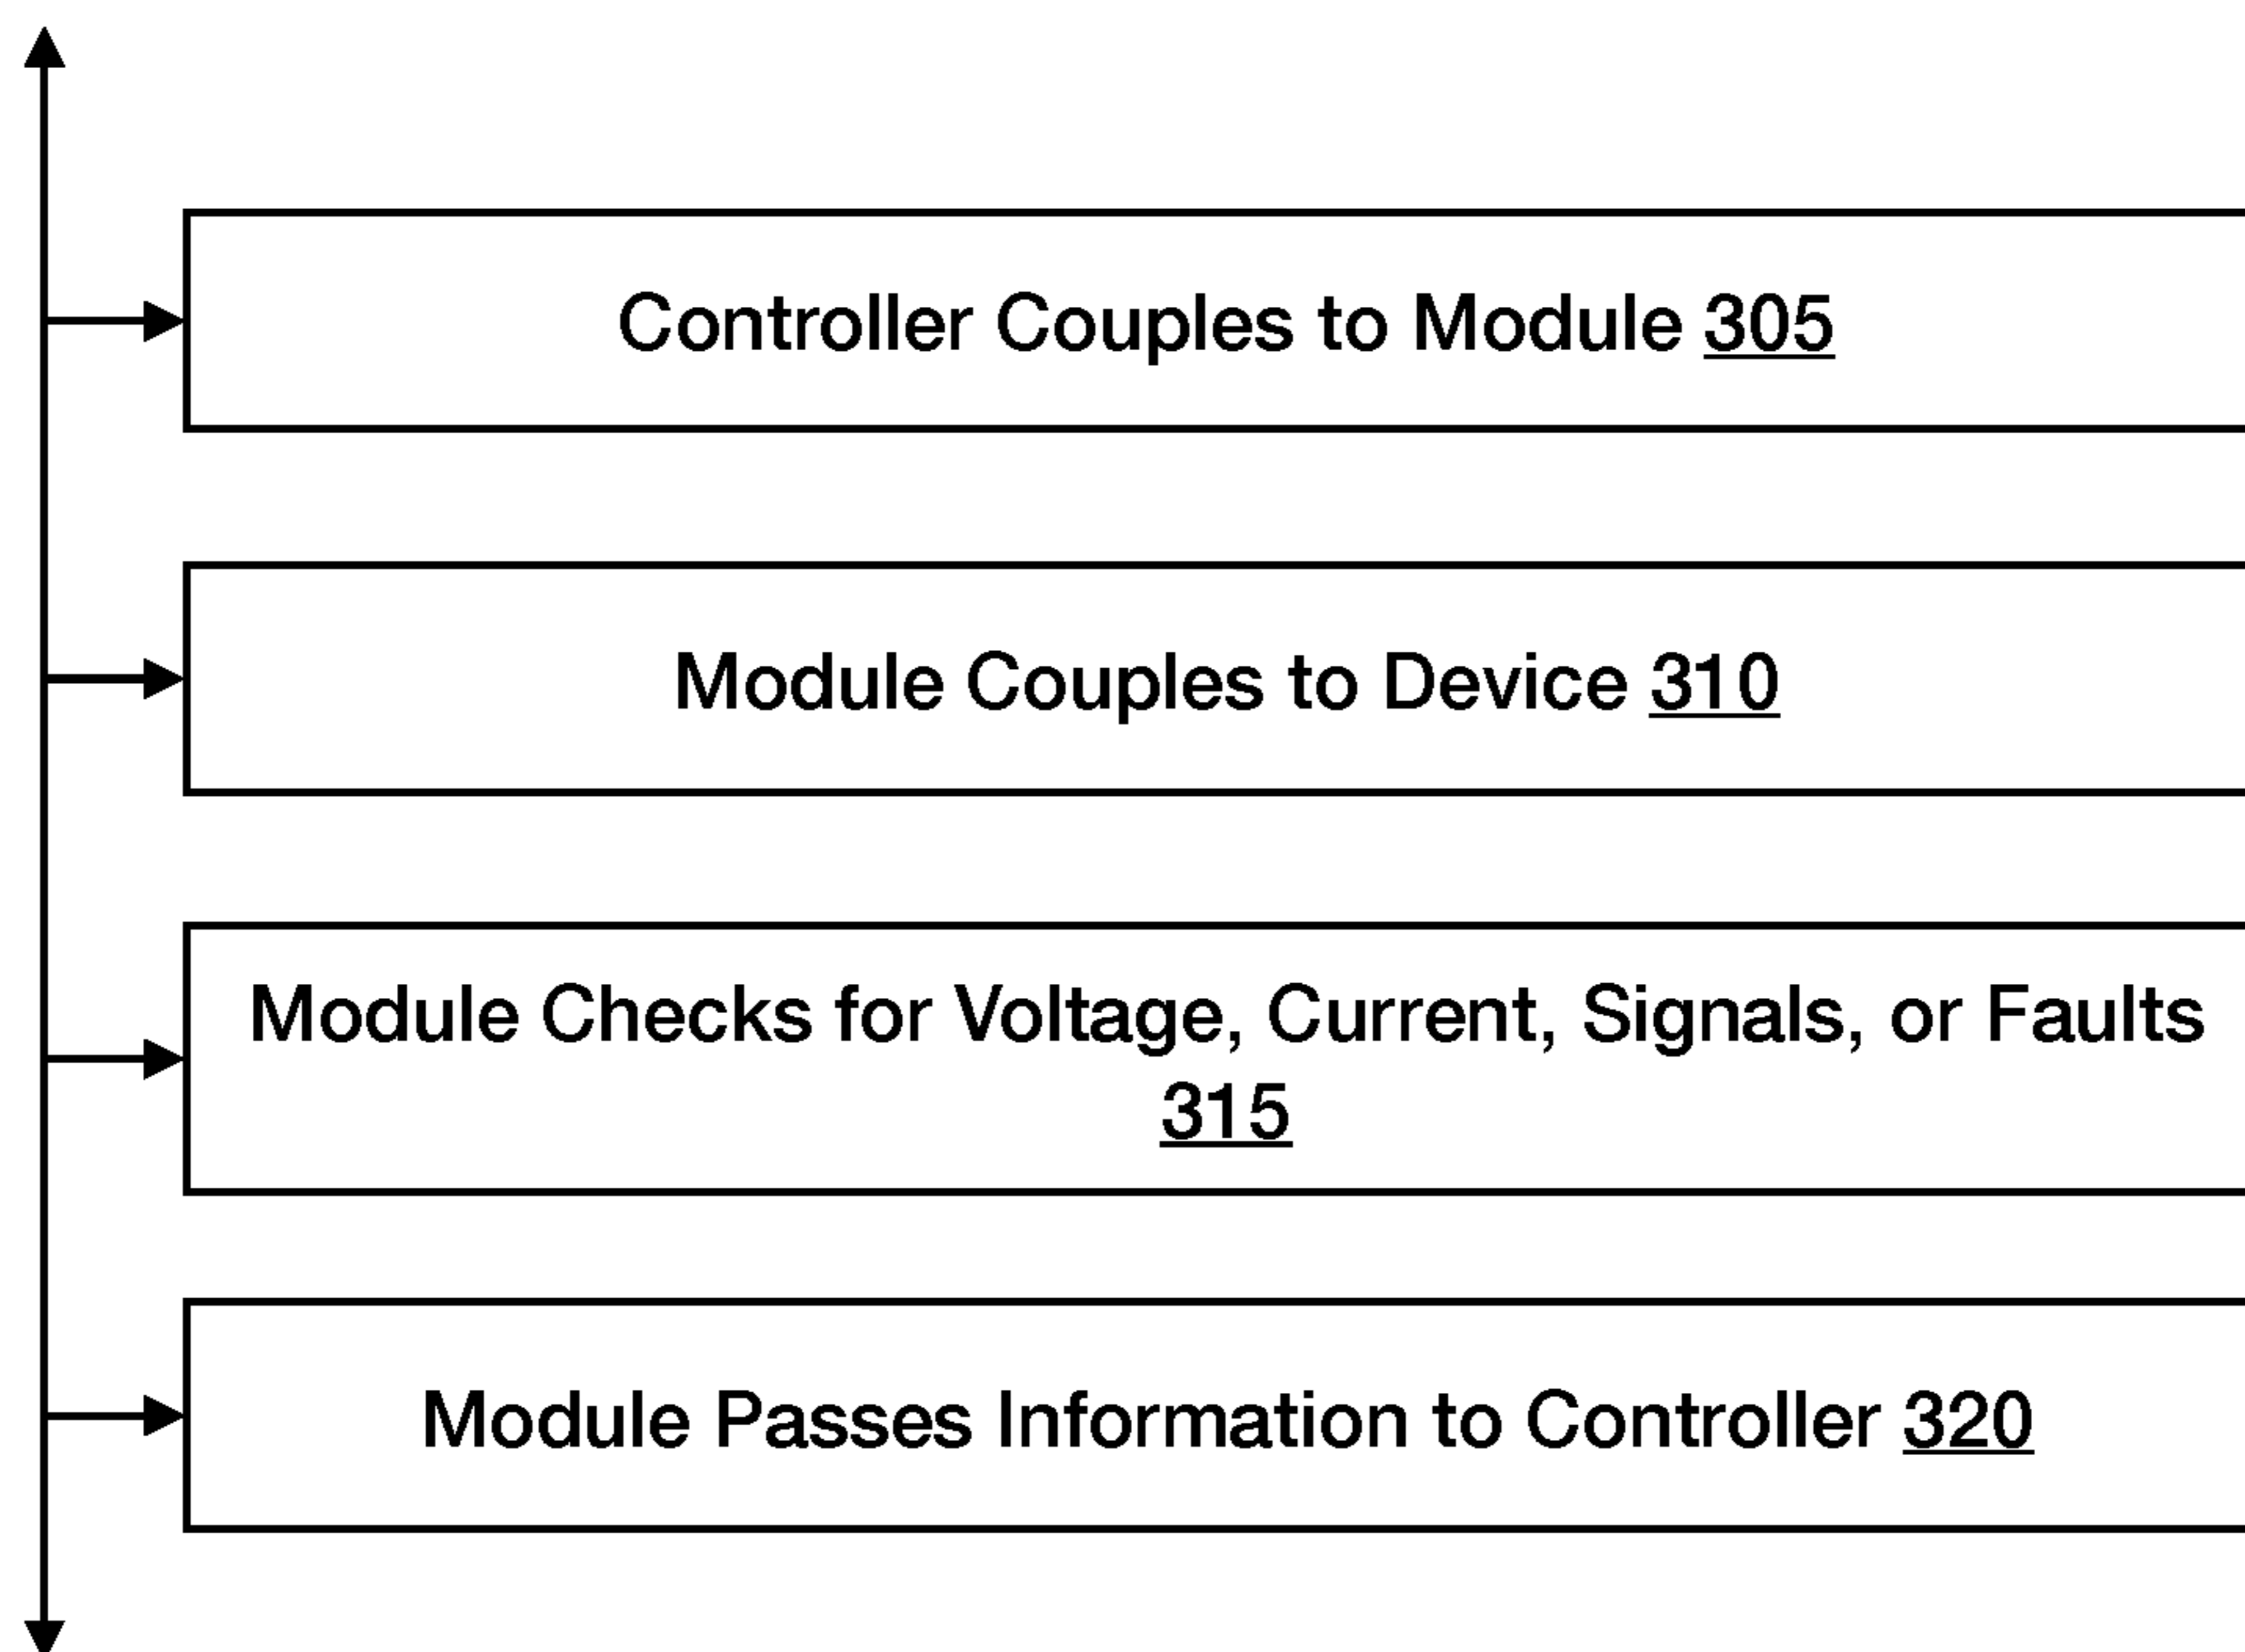 Controller Couples to Module 305
Module Couples to Device 310
Module Checks for Voltage, Current, Signals, or Faults
315
Module Passes Information to Controller 320